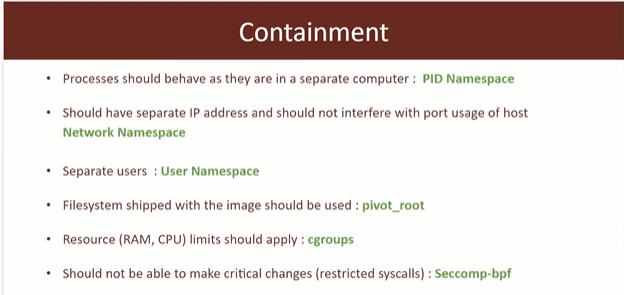 Containment
• Processes should behave as they are in a separate computer : PID Namespace
• Should have separate IP address and should not interfere with port usage of host
Network Namespace
• Separate users : User Namespace
• Filesystem shipped with the image should be used : pivot_root
• Resource (RAM, CPU) limits should apply : cgroups
• Should not be able to make critical changes (restricted syscalls) : Seccomp-bpf